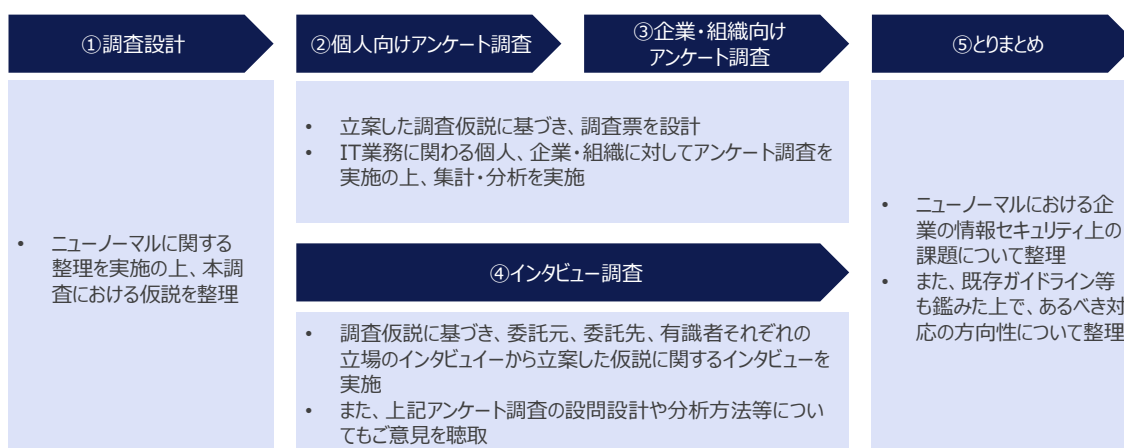 ①調査設計
②個人向けアンケート調査
③企業・組織向け
アンケート調査
⑤とりまとめ
• ニューノーマルに関する
整理を実施の上、本調
査における仮説を整理
• 立案した調査仮説に基づき、調査票を設計
• IT業務に関わる個人、企業・組織に対してアンケート調査を
実施の上、集計・分析を実施
④インタビュー調査
• 調査仮説に基づき、委託元、委託先、有識者それぞれの
立場のインタビュイーから立案した仮説に関するインタビューを
実施
• また、上記アンケート調査の設問設計や分析方法等につい
てもご意見を聴取
• ニューノーマルにおける企
業の情報セキュリティ上の
課題について整理
• また、既存ガイドライン等
も鑑みた上で、あるべき対
応の方向性について整理